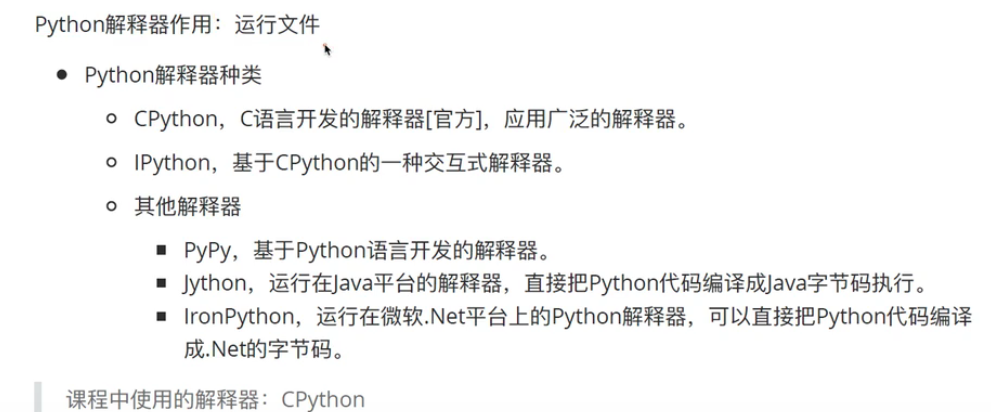 Python解释器作用：运行文件
Python解释器种类
CPython，C语言开发的解释器[官方]，应用广泛的解释器。
IPython，基于CPython的一种交互式解释器。
其他解释器
PyPy，基于Python语言开发的解释器。
Jython，运行在Java平台的解释器，直接把Python代码编译成Java字节码执行。
IronPython，运行在微软.Net平台上的Python解释器，可以直接把Python代码编译
成.Net的字节码。
课程中使用的解释器：CPython